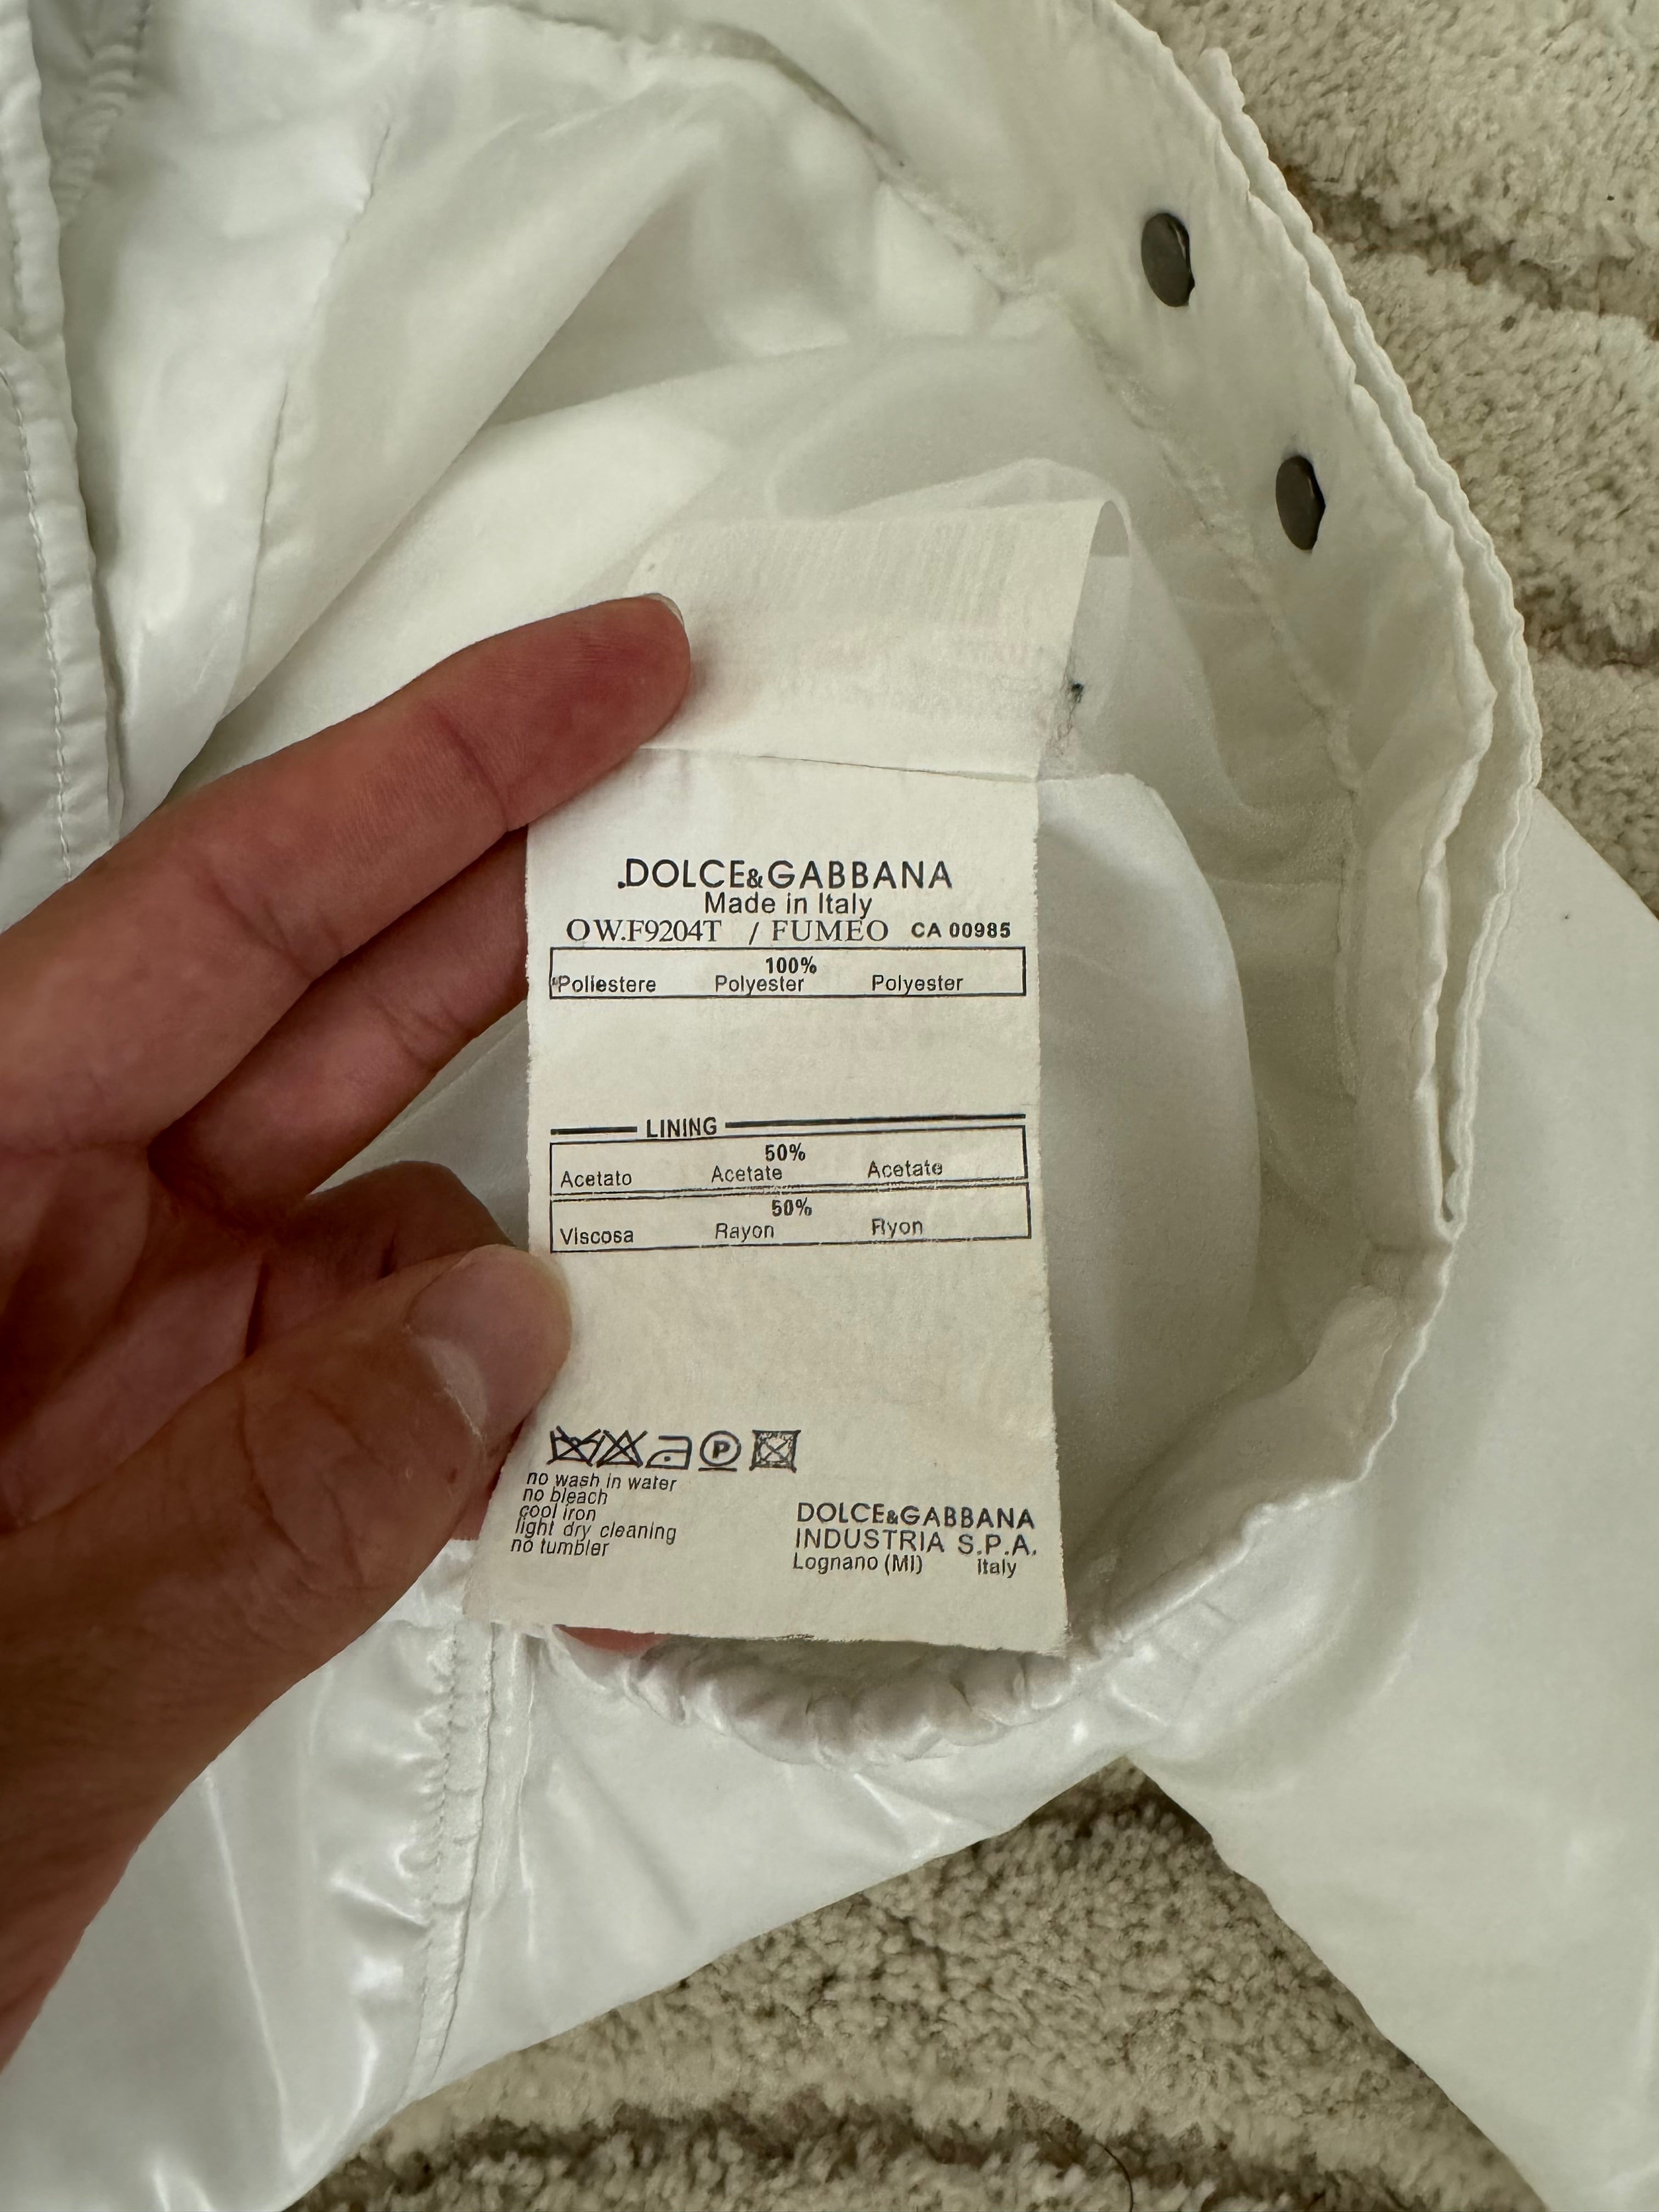 .DOLCE&GABBANA
Made in Italy
OW.F9204T / FUMEO CA 00985
100%
Poliestere Polyester Polyester
LINING
50%
Acetato Acetate Acetate
50%
Viscosa Rayon Ryon
P
no wash in water
no bleach
cool iron
light dry cleaning
no tumbler
DOLCE&GABBANA
INDUSTRIA S.P.A.
Lognano (MI) Italy